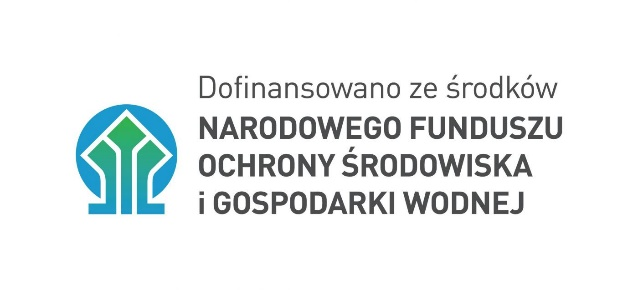 Dofinansowano ze środków
NARODOWEGO FUNDUSZU
OCHRONY ŚRODOWISKA
i GOSPODARKI WODNEJ